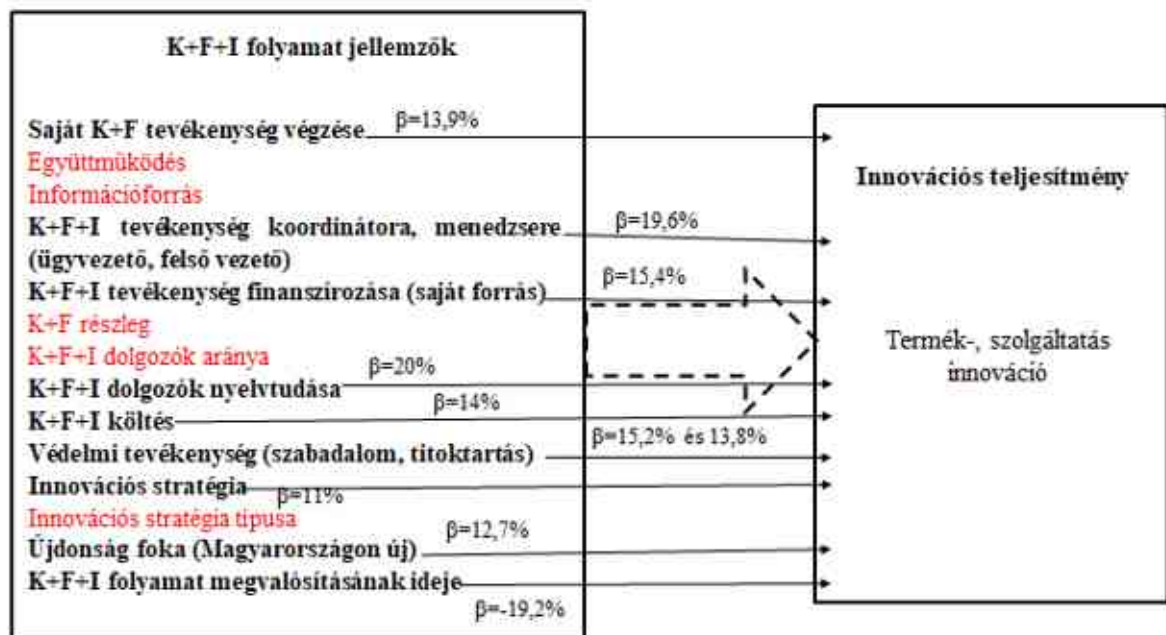 K+F+I folyamat jellemzők
Saját K+F tevékenység végzése
β=13,9%
Együttműködés
Információforrás
K+F+I tevékenység koordinátora, menedzsere
(ügyvezető, felső vezető)
β=19,6%
K+F+I tevékenység finanszírozása (saját forrás)
β=15,4%
K+F részleg
K+F+I dolgozók aránya
K+F+I dolgozók nyelvtudása
β=20%
K+F+I költés
β=14%
Védelmi tevékenység (szabadalom, titoktartás)
β=15,2% és 13,8%
Innovációs stratégia
β=11%
Innovációs stratégia típusa
Újdonság foka (Magyarországon új)
β=12,7%
K+F+I folyamat megvalósításának ideje
β=-19,2%
Innovációs teljesítmény
Termék-, szolgáltatás
innováció